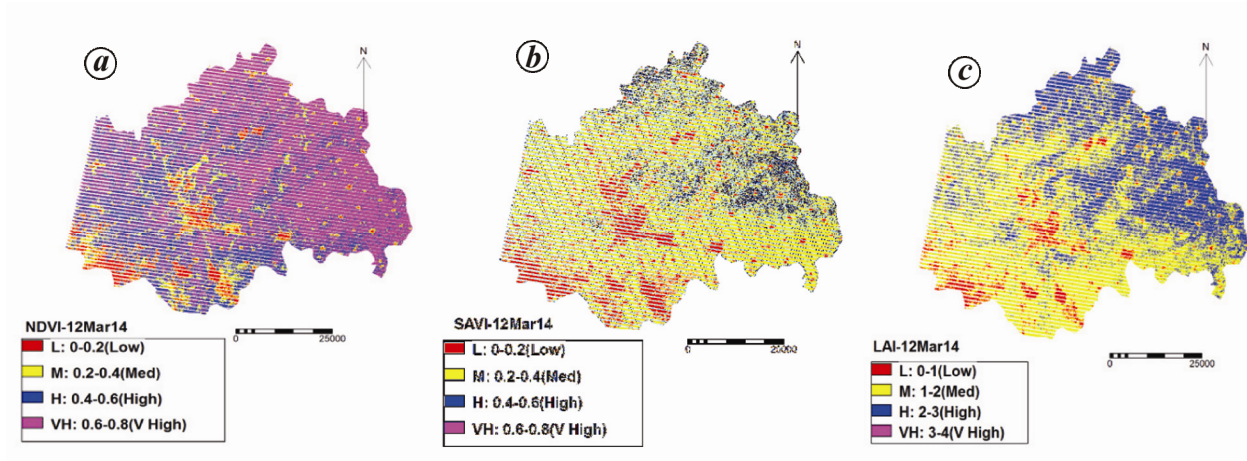 a
N
NDVI-12Mar14
L: 0-0.2(Low)
M: 0.2-0.4(Med)
H: 0.4-0.6(High)
VH: 0.6-0.8(V High)
0
25000
b
N
SAVI-12Mar14
L: 0-0.2(Low)
M: 0.2-0.4(Med)
H: 0.4-0.6(High)
VH: 0.6-0.8(V High)
0
25000
c
N
LAI-12Mar14
L: 0-1(Low)
M: 1-2(Med)
H: 2-3(High)
VH: 3-4(V High)
0
25000